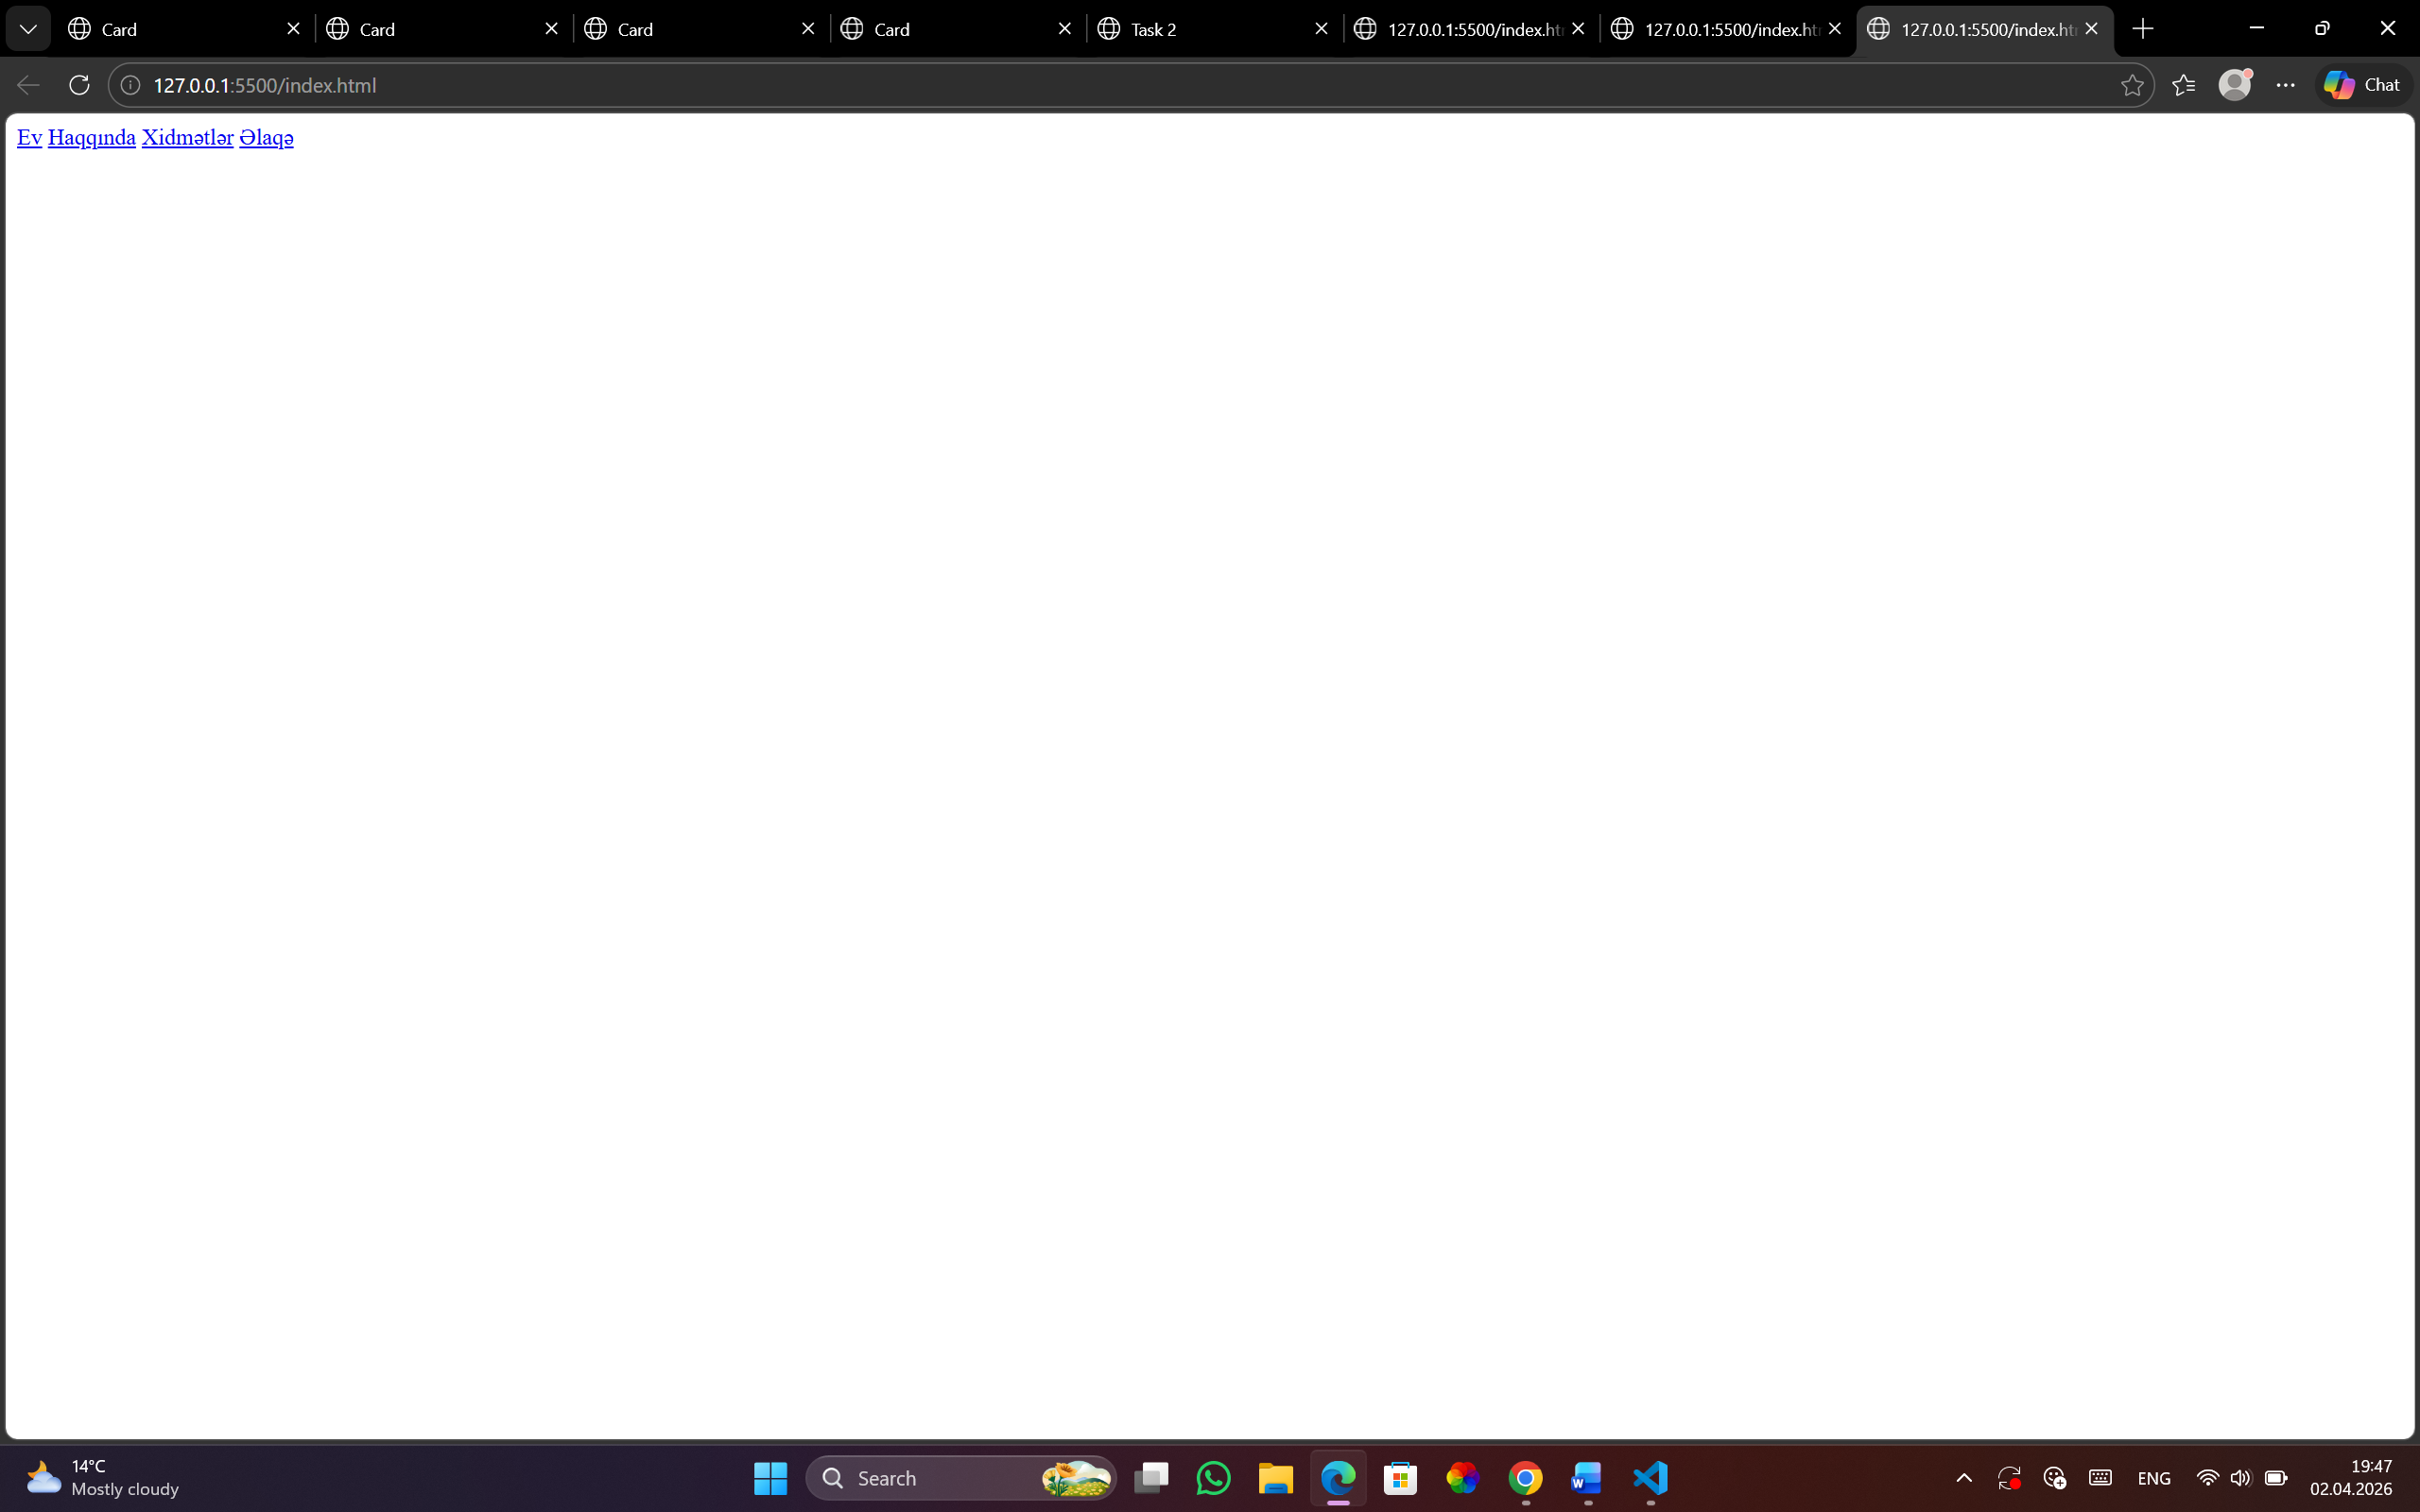 Card
Card
Card
Card
Task 2
127.0.0.1:5500/index.ht
127.0.0.1:5500/index.ht
127.0.0.1:5500/index.ht
127.0.0.1:5500/index.html
Chat
Ev Haqqında Xidmətlər Əlaqə
14°C
Mostly cloudy
Search
W
ENG
19:47
02.04.2026